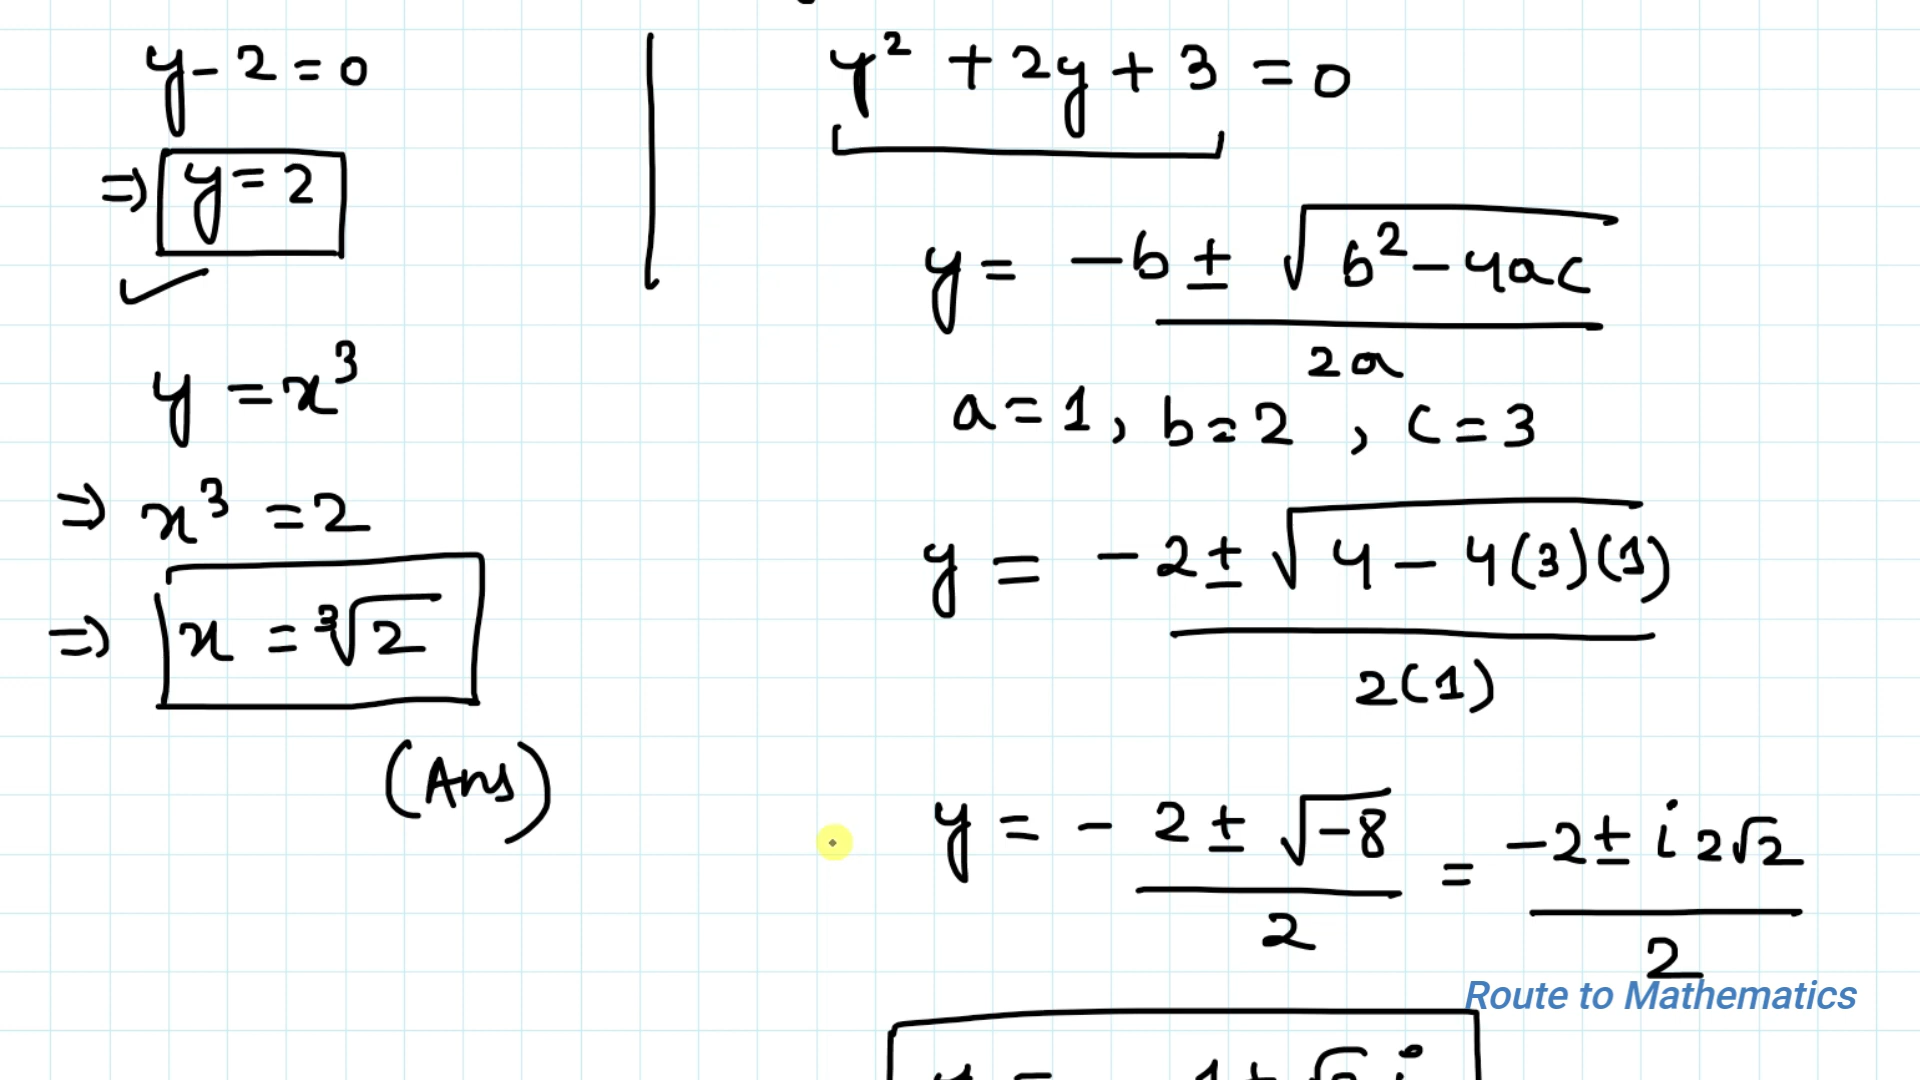 y - 2 = 0
⇒ y = 2
y = x³
⇒ x³ = 2
⇒ x = ∛2
(Ans)
y² + 2y + 3 = 0
y = -b ± √(b² - 4ac)
2a
a = 1, b = 2, c = 3
y = -2 ± √(4 - 4(3)(1))
2(1)
y = -2 ± √-8 = -2 ± i2√2
2 2
Route to Mathematics